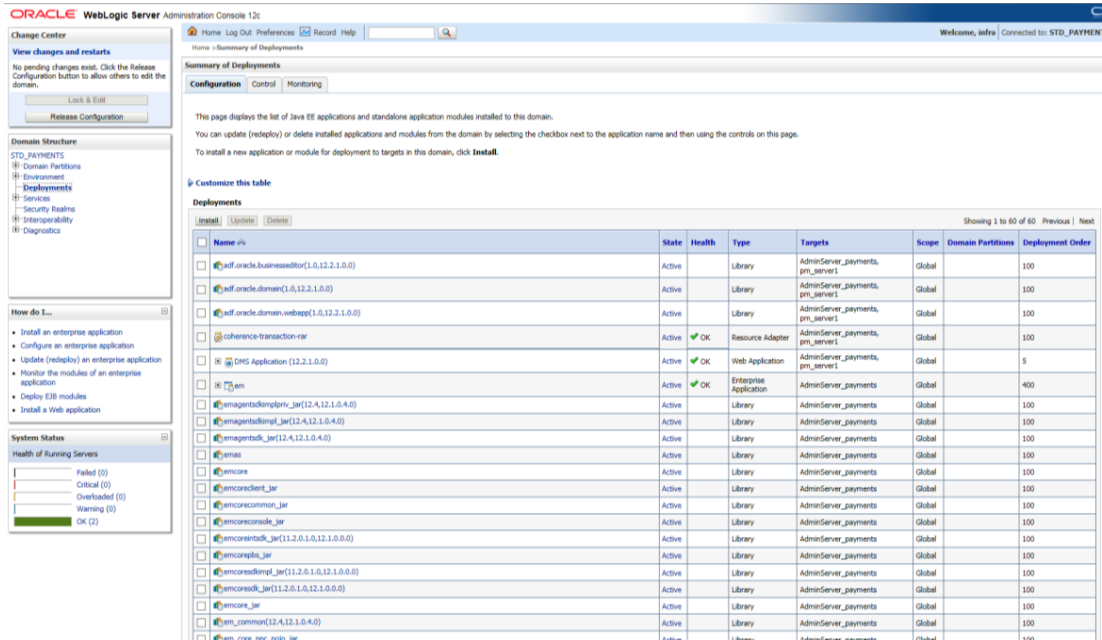 ORACLE WebLogic Server Administration Console 12c
Change Center
View changes and restarts
No pending changes exist. Click the Release
Configuration button to allow others to edit the
domain.
Lock & Edit
Release Configuration
Domain Structure
STD_PAYMENTS
Domain Partitions
Environment
Deployments
Services
Security Realms
Interoperability
Diagnostics
How do I...
Install an enterprise application
Configure an enterprise application
Update (redeploy) an enterprise application
Monitor the modules of an enterprise
application
Deploy EJB modules
Install a Web application
System Status
Health of Running Servers
Failed (0)
Critical (0)
Overloaded (0)
Warning (0)
OK (2)
Home Log Out Preferences Record Help
Welcome, infra Connected to: STD_PAYMEN
Home >Summary of Deployments
Summary of Deployments
Configuration Control Monitoring
This page displays the list of Java EE applications and standalone application modules installed to this domain.
You can update (redeploy) or delete installed applications and modules from the domain by selecting the checkbox next to the application name and then using the controls on this page.
To install a new application or module for deployment to targets in this domain, click Install.
Customize this table
Deployments
Install Update Delete Showing 1 to 60 of 60 Previous | Next
Name State Health Type Targets Scope Domain Partitions Deployment Order
adf.oracle.businesseditor(1.0,12.2.1.0.0) Active Library AdminServer_payments, pm_server1 Global 100
adf.oracle.domain(1.0,12.2.1.0.0) Active Library AdminServer_payments, pm_server1 Global 100
adf.oracle.domain.webapp(1.0,12.2.1.0.0) Active Library AdminServer_payments, pm_server1 Global 100
coherence-transaction-rar Active OK Resource Adapter AdminServer_payments, pm_server1 Global 100
DMS Application (12.2.1.0.0) Active OK Web Application AdminServer_payments, pm_server1 Global 5
em Active OK Enterprise Application AdminServer_payments Global 400
emagentsdkimplpriv_jar(12.4,12.1.0.4.0) Active Library AdminServer_payments Global 100
emagentsdkimpl_jar(12.4,12.1.0.4.0) Active Library AdminServer_payments Global 100
emagentsdk_jar(12.4,12.1.0.4.0) Active Library AdminServer_payments Global 100
emas Active Library AdminServer_payments Global 100
emcore Active Library AdminServer_payments Global 100
emcoreclient_jar Active Library AdminServer_payments Global 100
emcorecommon_jar Active Library AdminServer_payments Global 100
emcoreconsole_jar Active Library AdminServer_payments Global 100
emcoreintsdk_jar(11.2.0.1.0,12.1.0.0.0) Active Library AdminServer_payments Global 100
emcorepbs_jar Active Library AdminServer_payments Global 100
emcoresdkimpl_jar(11.2.0.1.0,12.1.0.0.0) Active Library AdminServer_payments Global 100
emcoresdk_jar(11.2.0.1.0,12.1.0.0.0) Active Library AdminServer_payments Global 100
emcore_jar Active Library AdminServer_payments Global 100
em_common(12.4,12.1.0.4.0) Active Library AdminServer_payments Global 100
Active Library AdminServer_payments Global 100